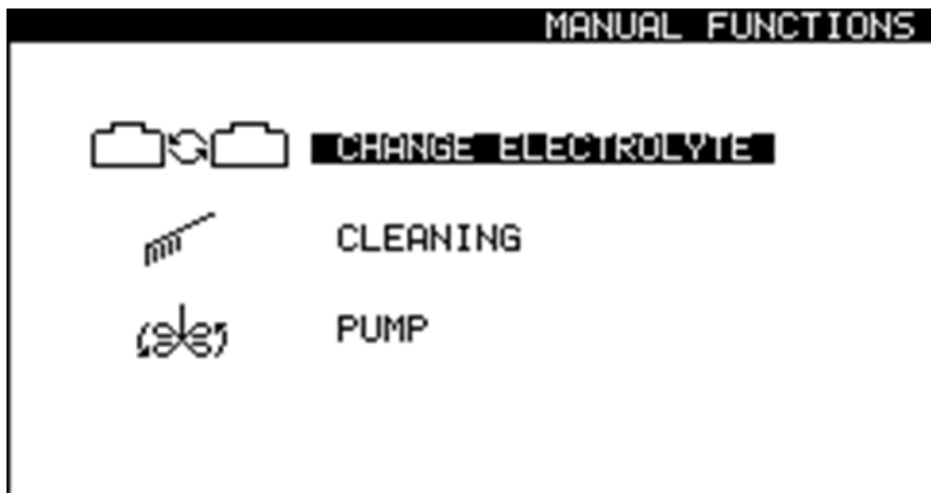 MANUAL FUNCTIONS
CHANGE ELECTROLYTE
CLEANING
PUMP